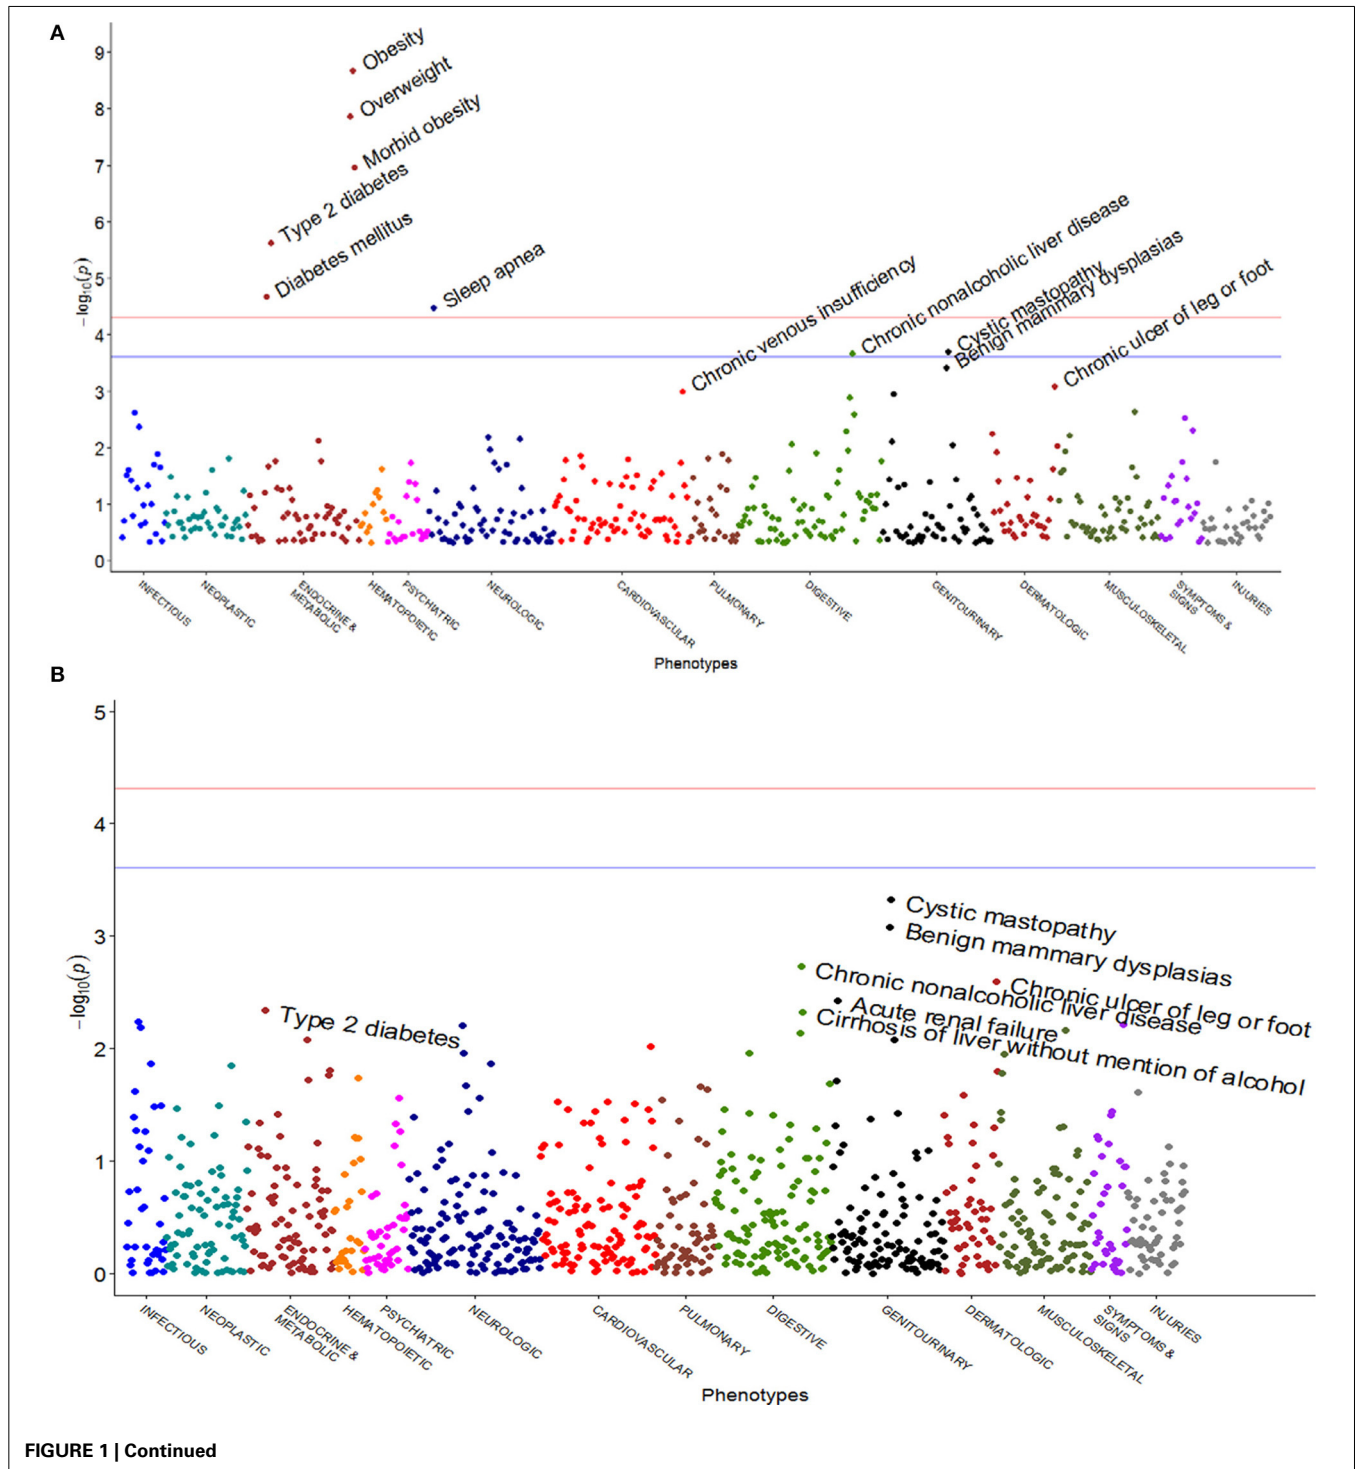 A
9
8
7
6
5
4
3
2
1
0
−log10(p)
Obesity
Overweight
Morbid obesity
Type 2 diabetes
Diabetes mellitus
Sleep apnea
Chronic venous insufficiency
Chronic nonalcoholic liver disease
Cystic mastopathy
Benign mammary dysplasias
Chronic ulcer of leg or foot
INFECTIOUS
NEOPLASTIC
ENDOCRINE &
METABOLIC
HEMATOPOIETIC
PSYCHIATRIC
NEUROLOGIC
CARDIOVASCULAR
PULMONARY
DIGESTIVE
GENITOURINARY
DERMATOLOGIC
MUSCULOSKELETAL
SYMPTOMS &
SIGNS
INJURIES
Phenotypes
B
5
4
3
2
1
0
−log10(p)
Cystic mastopathy
Benign mammary dysplasias
Chronic nonalcoholic liver disease
Chronic ulcer of leg or foot
Acute renal failure
Cirrhosis of liver without mention of alcohol
Type 2 diabetes
INFECTIOUS
NEOPLASTIC
ENDOCRINE &
METABOLIC
HEMATOPOIETIC
PSYCHIATRIC
NEUROLOGIC
CARDIOVASCULAR
PULMONARY
DIGESTIVE
GENITOURINARY
DERMATOLOGIC
MUSCULOSKELETAL
SYMPTOMS &
SIGNS
INJURIES
Phenotypes
FIGURE 1 | Continued